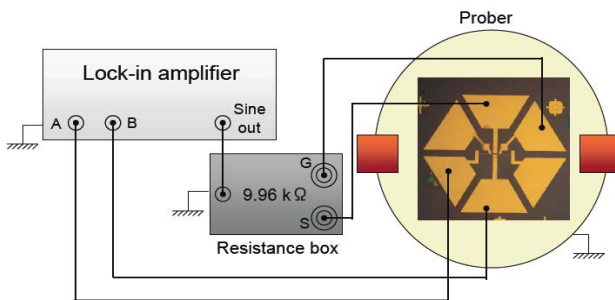 Prober
Lock-in amplifier
A
B
Sine
out
G
9.96 kΩ
S
Resistance box